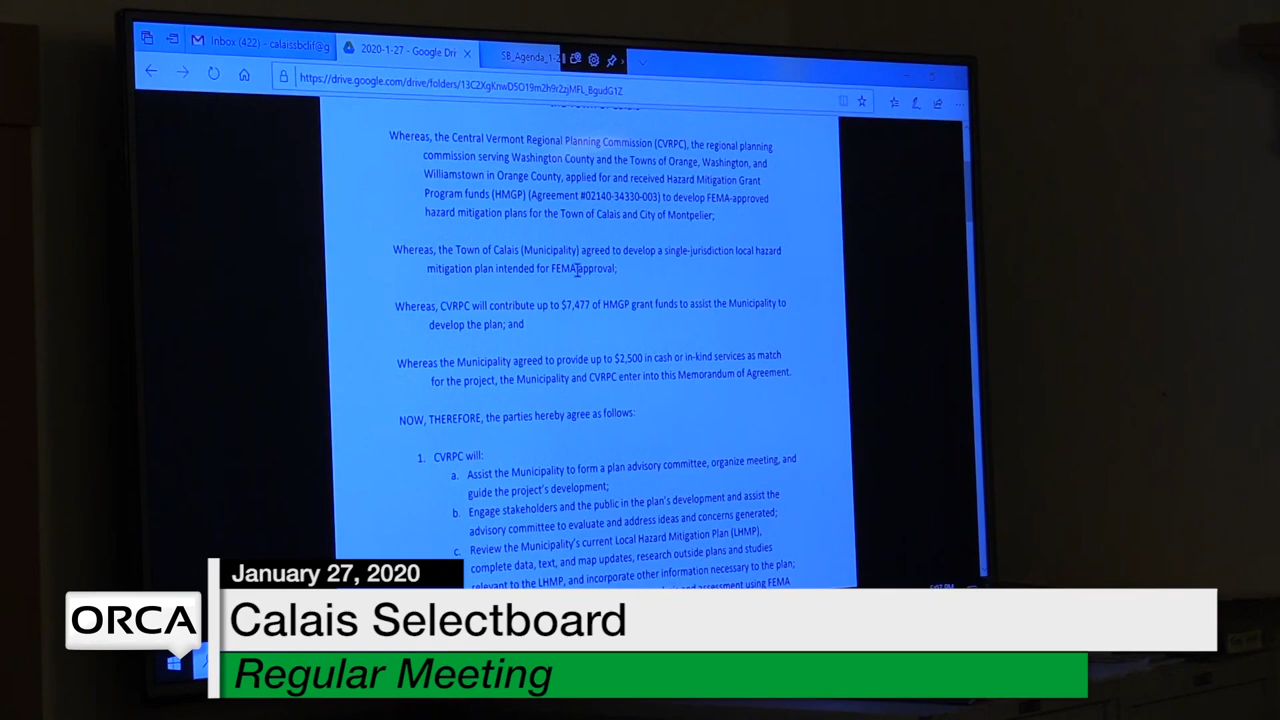 Inbox (422) - calaissbclif@g
2020-1-27 - Google Dri
SB_Agenda_1-2
https://drive.google.com/drive/folders/13C2XgKnwD5O19m2h9r2zjMFL_BgudG1Z
Whereas, the Central Vermont Regional Planning Commission (CVRPC), the regional planning
commission serving Washington County and the Towns of Orange, Washington, and
Williamstown in Orange County, applied for and received Hazard Mitigation Grant
Program funds (HMGP) (Agreement #02140-34330-003) to develop FEMA-approved
hazard mitigation plans for the Town of Calais and City of Montpelier;
Whereas, the Town of Calais (Municipality) agreed to develop a single-jurisdiction local hazard
mitigation plan intended for FEMA approval;
Whereas, CVRPC will contribute up to $7,477 of HMGP grant funds to assist the Municipality to
develop the plan; and
Whereas the Municipality agreed to provide up to $2,500 in cash or in-kind services as match
for the project, the Municipality and CVRPC enter into this Memorandum of Agreement.
NOW, THEREFORE, the parties hereby agree as follows:
1. CVRPC will:
a. Assist the Municipality to form a plan advisory committee, organize meeting, and
guide the project's development;
b. Engage stakeholders and the public in the plan's development and assist the
advisory committee to evaluate and address ideas and concerns generated;
c. Review the Municipality's current Local Hazard Mitigation Plan (LHMP),
complete data, text, and map updates, research outside plans and studies
relevant to the LHMP, and incorporate other information necessary to the plan;
and assessment using FEMA
January 27, 2020
ORCA
Calais Selectboard
Regular Meeting